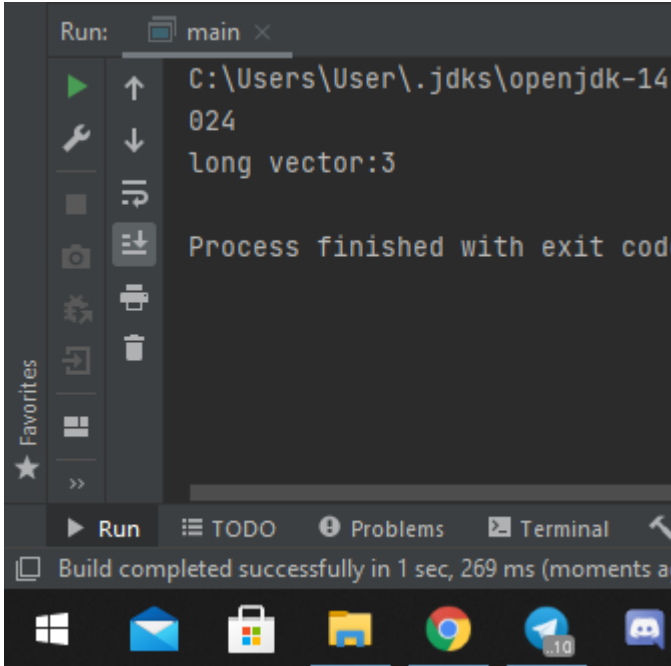 Run: main
C:\Users\User\.jdks\openjdk-14
024
long vector:3
Process finished with exit cod
Favorites
Run TODO Problems Terminal
Build completed successfully in 1 sec, 269 ms (moments a
..10